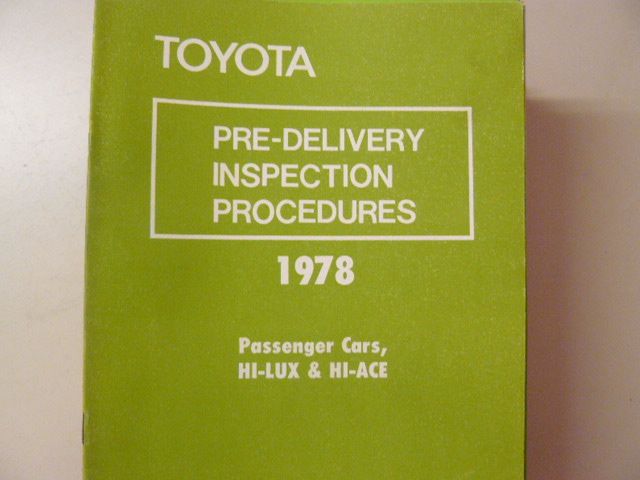 TOYOTA
PRE-DELIVERY
INSPECTION
PROCEDURES
1978
Passenger Cars,
HI-LUX & HI-ACE